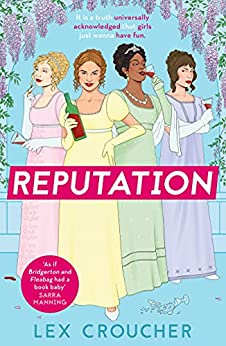 It is a truth universally
acknowledged that girls
just wanna have fun.
REPUTATION
'As if
Bridgerton and
Fleabag had a
book baby'
SARRA
MANNING
LEX CROUCHER